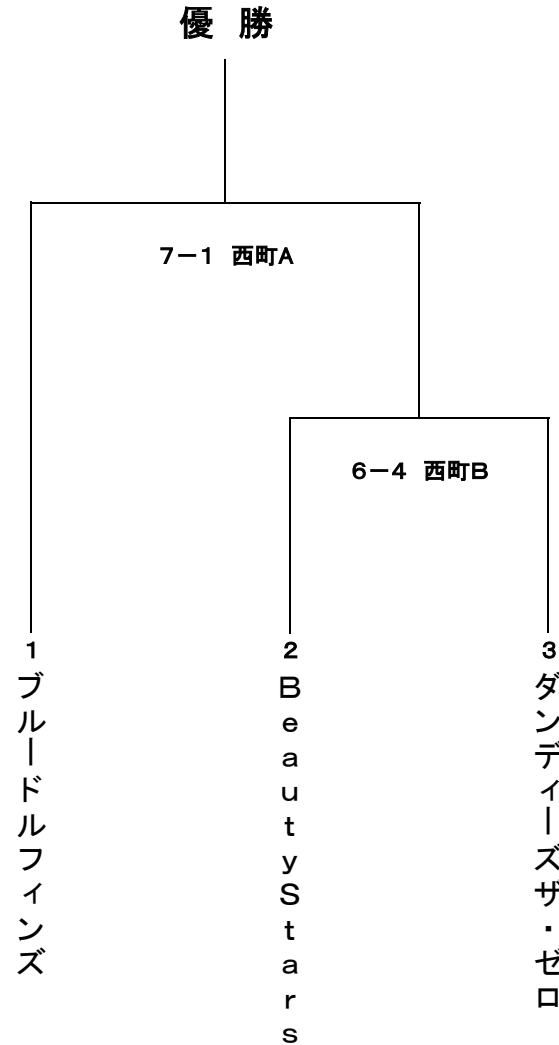 優 勝
7－1 西町A
6－4 西町B
1
ブルードルフィンズ
2
BeautyStars
3
ダンディーズザ・ゼロ